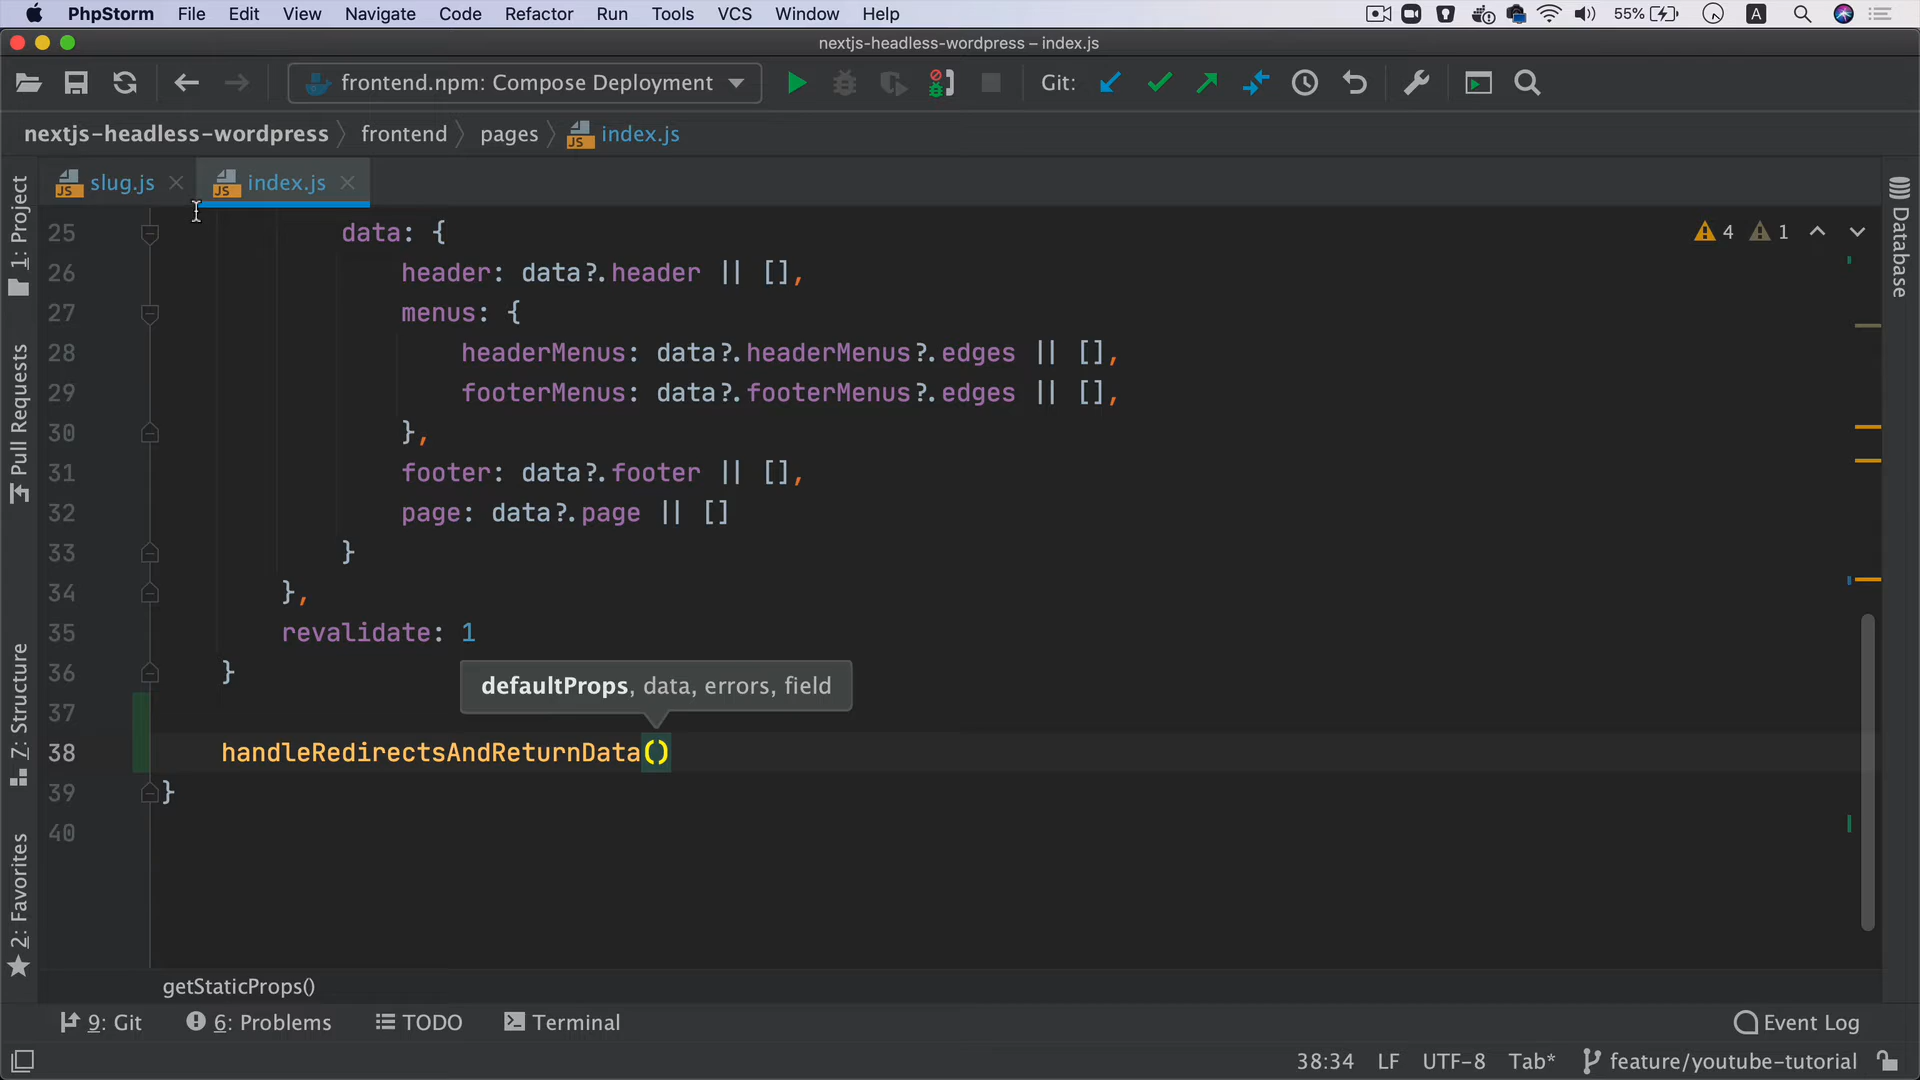 PhpStorm File Edit View Navigate Code Refactor Run Tools VCS Window Help 55% A
nextjs-headless-wordpress – index.js
frontend.npm: Compose Deployment Git:
nextjs-headless-wordpress frontend pages JS index.js
JS slug.js JS index.js
1: Project
Pull Requests
Z: Structure
2: Favorites
Database
4 1
25 data: {
26 header: data?.header || [],
27 menus: {
28 headerMenus: data?.headerMenus?.edges || [],
29 footerMenus: data?.footerMenus?.edges || [],
30 },
31 footer: data?.footer || [],
32 page: data?.page || []
33 }
34 },
35 revalidate: 1
36 }
defaultProps, data, errors, field
37
38 handleRedirectsAndReturnData()
39 }
40
getStaticProps()
9: Git 6: Problems TODO Terminal Event Log
38:34 LF UTF-8 Tab* feature/youtube-tutorial